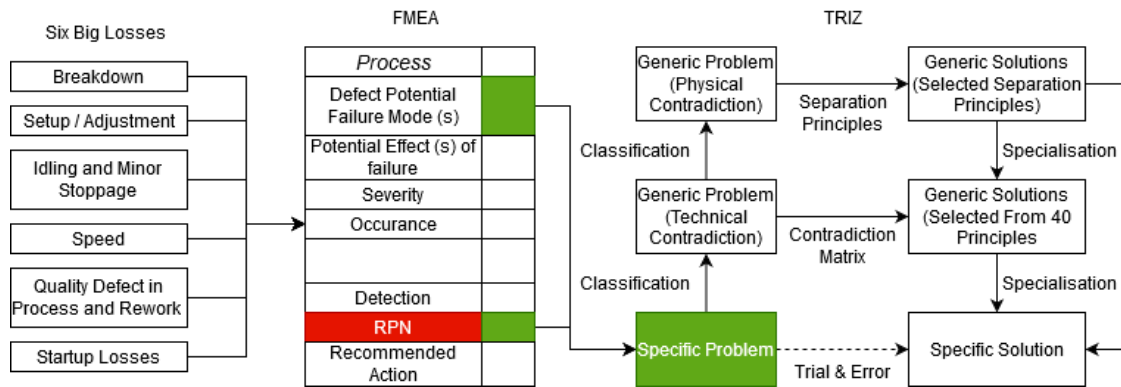 Six Big Losses
Breakdown
Setup / Adjustment
Idling and Minor
Stoppage
Speed
Quality Defect in
Process and Rework
Startup Losses
FMEA
Process
Defect Potential
Failure Mode (s)
Potential Effect (s) of
failure
Severity
Occurance
Detection
RPN
Recommended
Action
TRIZ
Generic Problem
(Physical
Contradiction)
Separation
Principles
Generic Solutions
(Selected Separation
Principles)
Classification
Specialisation
Generic Problem
(Technical
Contradiction)
Contradiction
Matrix
Generic Solutions
(Selected From 40
Principles
Classification
Specialisation
Specific Problem
Trial & Error
Specific Solution